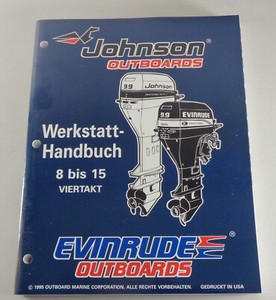 Johnson®
OUTBOARDS
Johnson
9.9
9.9
EVINRUDE
Werkstatt-
Handbuch
8 bis 15
VIERTAKT
EVINRUDE
OUTBOARDS
© 1995 OUTBOARD MARINE CORPORATION. ALLE RECHTE VORBEHALTEN. GEDRUCKT IN USA